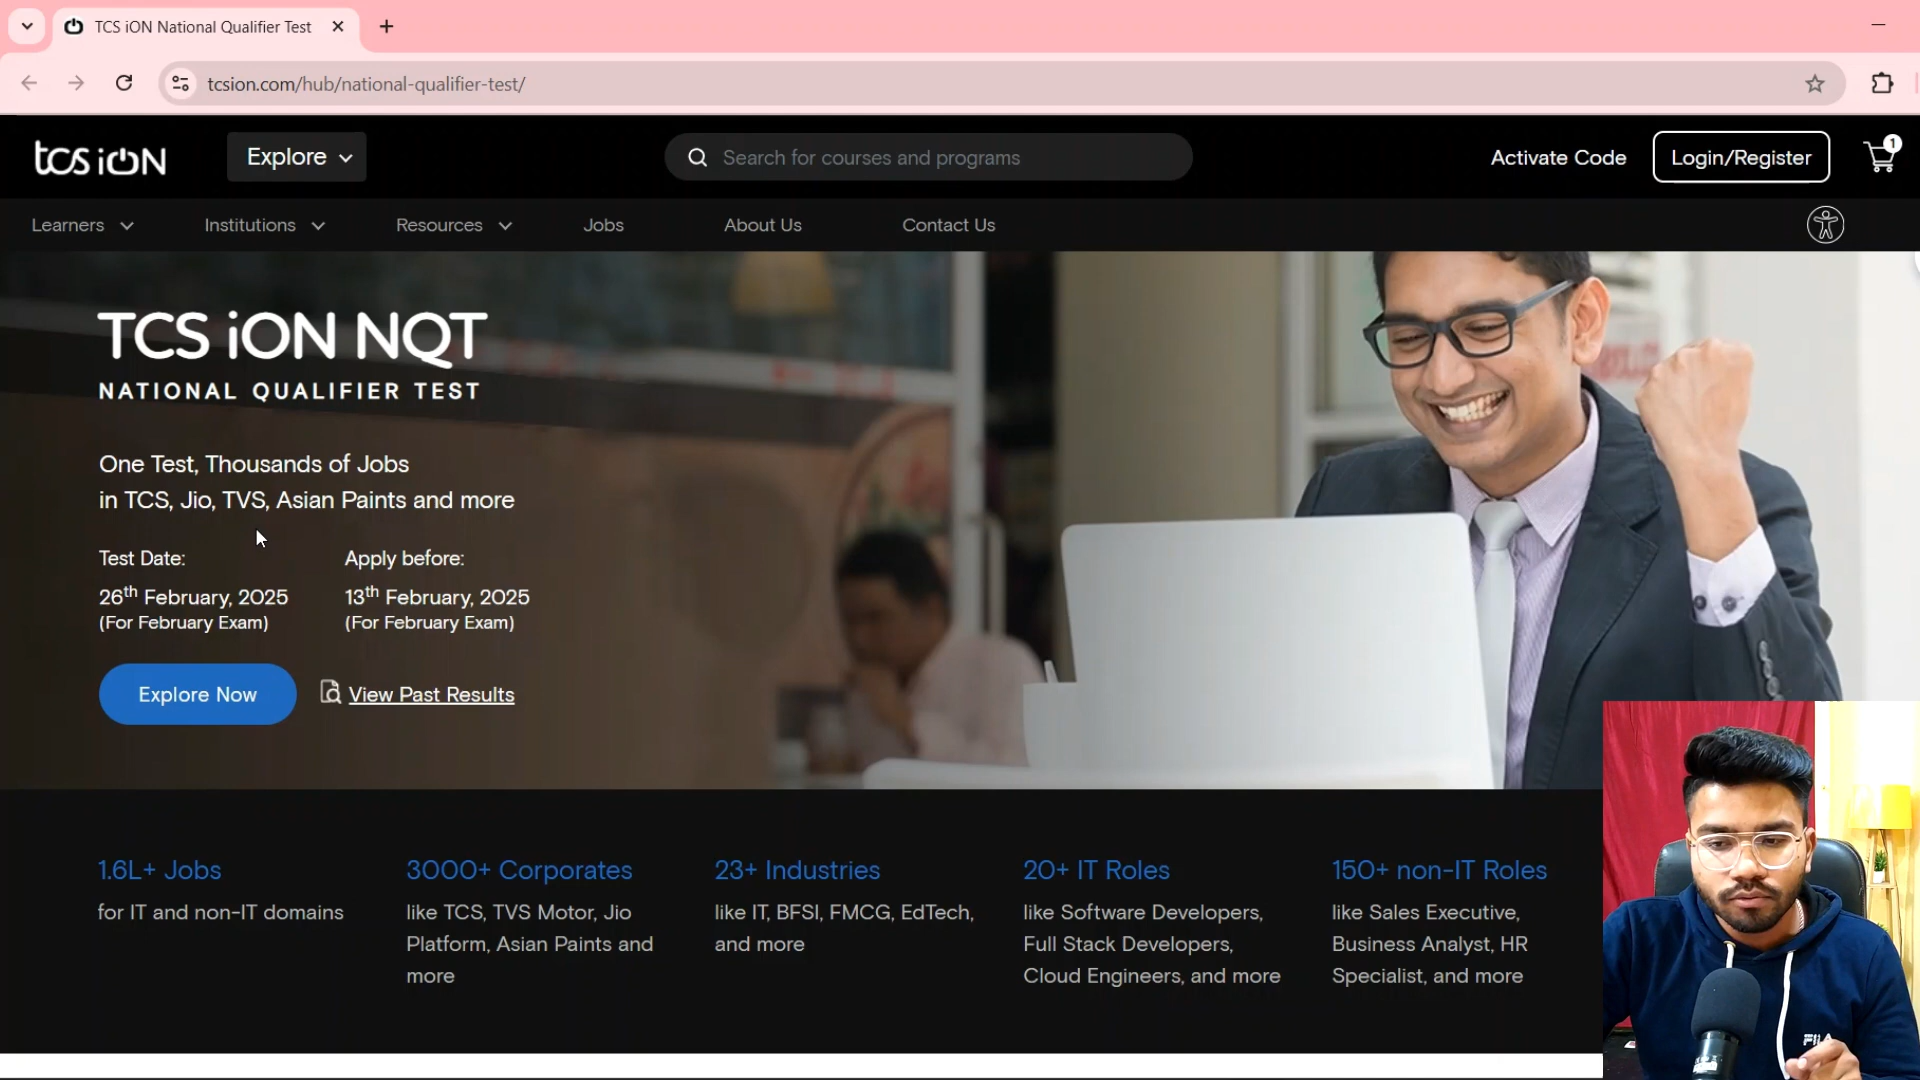 TCS iON National Qualifier Test
tcsion.com/hub/national-qualifier-test/
tcs iON
Explore
Search for courses and programs
Activate Code
Login/Register
1
Learners
Institutions
Resources
Jobs
About Us
Contact Us
TCS iON NQT
NATIONAL QUALIFIER TEST
One Test, Thousands of Jobs
in TCS, Jio, TVS, Asian Paints and more
Test Date:
26th February, 2025
(For February Exam)
Apply before:
13th February, 2025
(For February Exam)
Explore Now
View Past Results
1.6L+ Jobs
for IT and non-IT domains
3000+ Corporates
like TCS, TVS Motor, Jio
Platform, Asian Paints and
more
23+ Industries
like IT, BFSI, FMCG, EdTech,
and more
20+ IT Roles
like Software Developers,
Full Stack Developers,
Cloud Engineers, and more
150+ non-IT Roles
like Sales Executive,
Business Analyst, HR
Specialist, and more
FILA